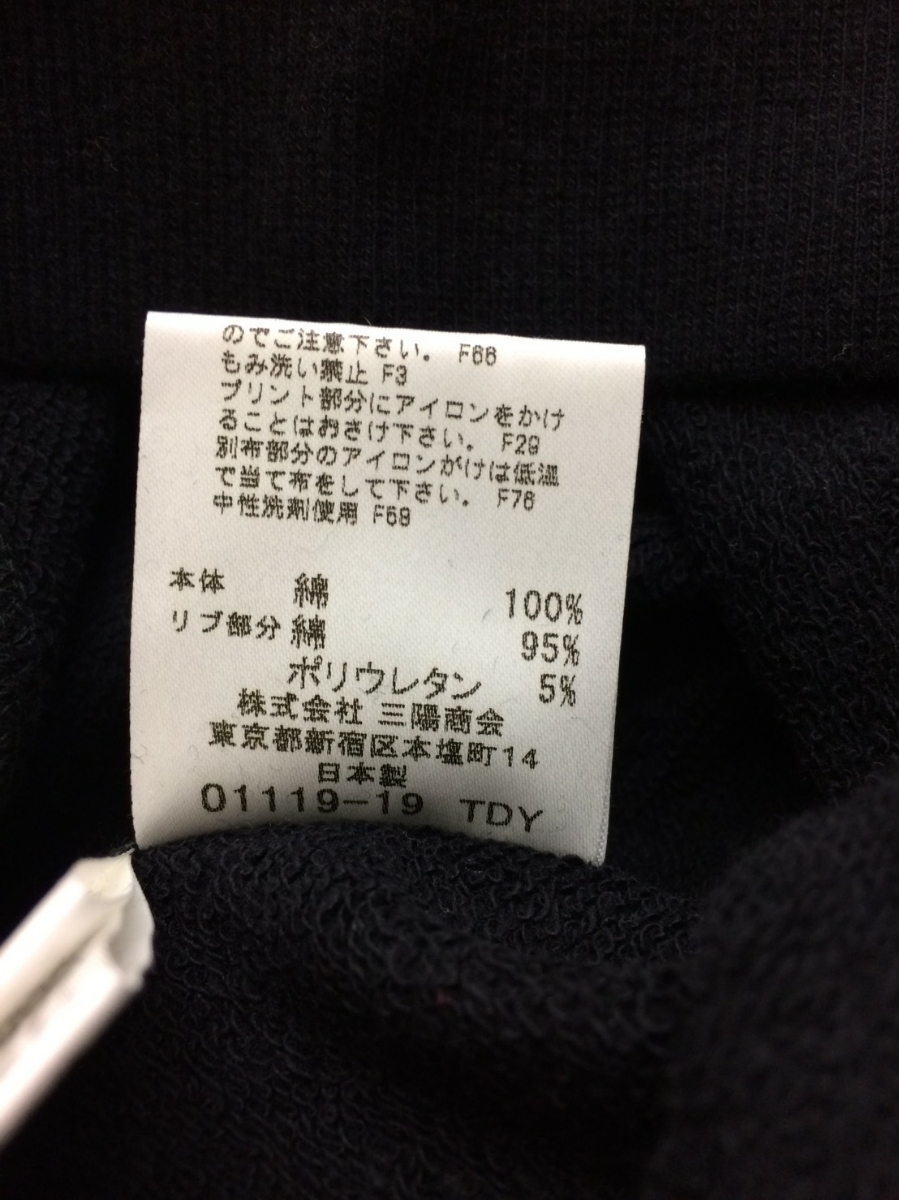 のでご注意下さい。 F66
もみ洗い禁止 F3
プリント部分にアイロンをかけ
ることはおさけ下さい。 F29
別布部分のアイロンがけは低温
で当て布をして下さい。 F76
中性洗剤使用 F69
本体 綿 100%
リブ部分 綿 95%
ポリウレタン 5%
株式会社 三陽商会
東京都新宿区本塩町14
日本製
01119-19 TDY